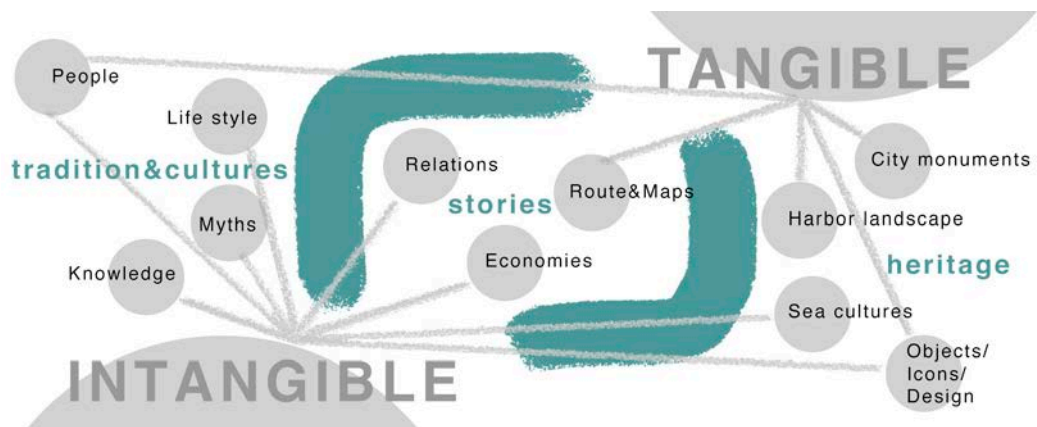 TANGIBLE
People
Life style
tradition&cultures
Relations
City monuments
stories
Route&Maps
Myths
Harbor landscape
Knowledge
Economies
heritage
Sea cultures
INTANGIBLE
Objects/
Icons/
Design